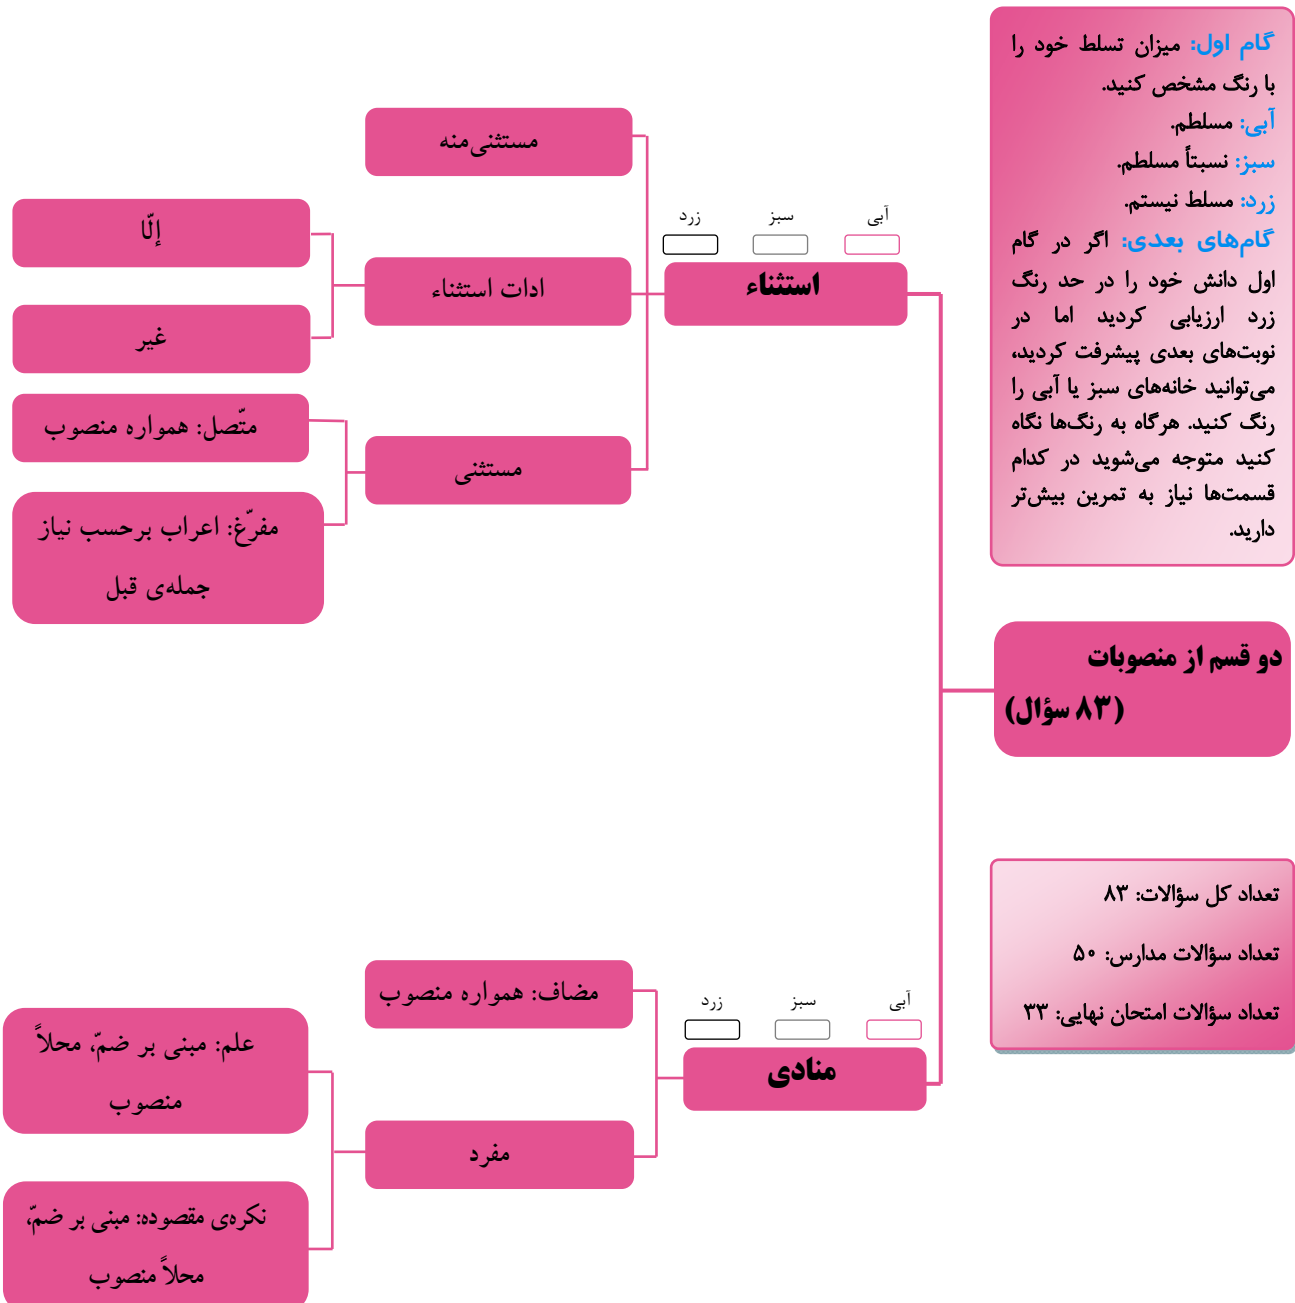 گام اول: میزان تسلط خود را
با رنگ مشخص کنید.
آبی: مسلطم.
سبز: نسبتاً مسلطم.
زرد: مسلط نیستم.
گام‌های بعدی: اگر در گام
اول دانش خود را در حد رنگ
زرد ارزیابی کردید اما در
نوبت‌های بعدی پیشرفت کردید،
می‌توانید خانه‌های سبز یا آبی را
رنگ کنید. هرگاه به رنگ‌ها نگاه
کنید متوجه می‌شوید در کدام
قسمت‌ها نیاز به تمرین بیش‌تر
دارید.
دو قسم از منصوبات
(۸۳ سؤال)
تعداد کل سؤالات: ۸۳
تعداد سؤالات مدارس: ۵۰
تعداد سؤالات امتحان نهایی: ۳۳
آبی سبز زرد
استثناء
مستثنی‌منه
ادات استثناء
إلّا
غیر
مستثنی
متّصل: همواره منصوب
مفرّغ: اعراب برحسب نیاز
جمله‌ی قبل
آبی سبز زرد
منادی
مضاف: همواره منصوب
مفرد
علم: مبنی بر ضمّ، محلاً
منصوب
نکره‌ی مقصوده: مبنی بر ضمّ،
محلاً منصوب